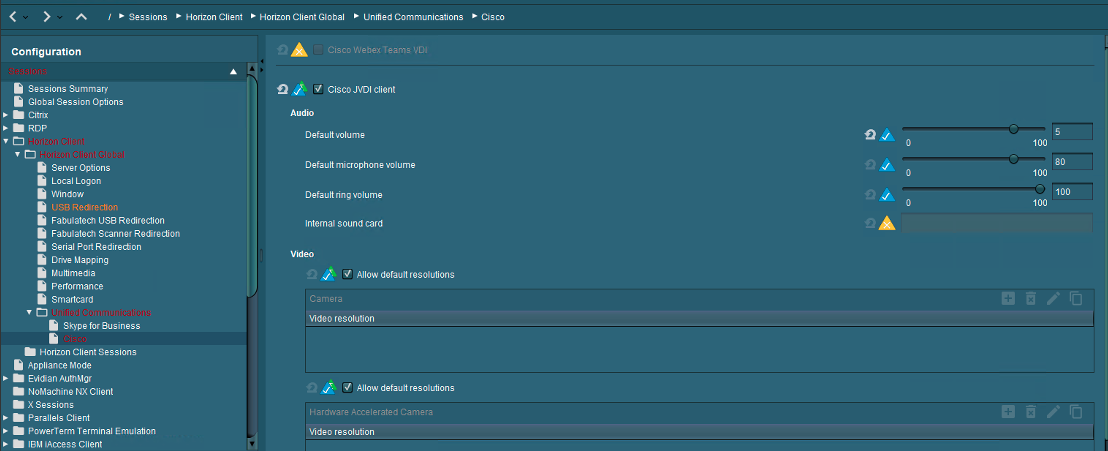 / Sessions Horizon Client Horizon Client Global Unified Communications Cisco
Configuration
Sessions Summary
Global Session Options
Citrix
RDP
Horizon Client
Horizon Client Global
Server Options
Local Logon
Window
USB Redirection
Fabulatech USB Redirection
Fabulatech Scanner Redirection
Serial Port Redirection
Drive Mapping
Multimedia
Performance
Smartcard
Unified Communications
Skype for Business
Cisco
Horizon Client Sessions
Appliance Mode
Evidian AuthMgr
NoMachine NX Client
X Sessions
Parallels Client
PowerTerm Terminal Emulation
IBM iAccess Client
Cisco Webex Teams VDI
Cisco JVDI client
Audio
Default volume
0 100
5
Default microphone volume
0 100
80
Default ring volume
0 100
100
Internal sound card
Video
Allow default resolutions
Camera
Video resolution
Allow default resolutions
Hardware Accelerated Camera
Video resolution